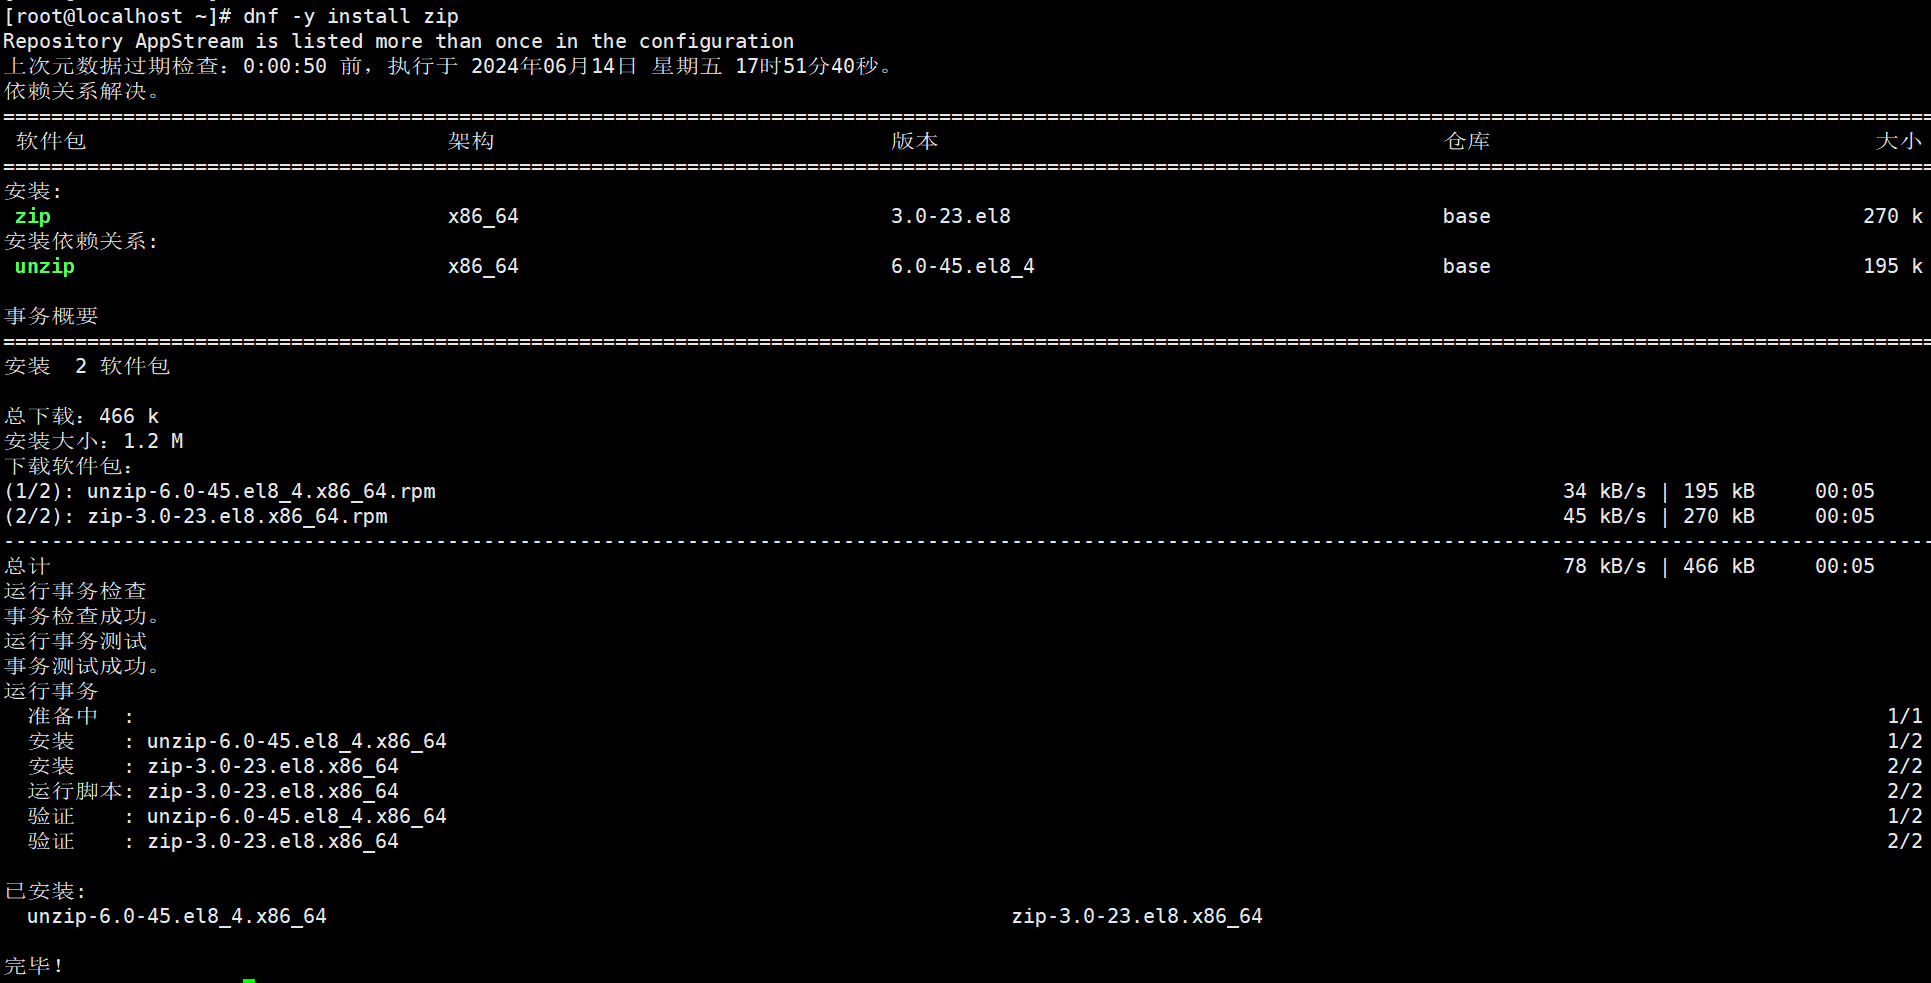 [root@localhost ~]# dnf -y install zip
Repository AppStream is listed more than once in the configuration
上次元数据过期检查：0:00:50 前，执行于 2024年06月14日 星期五 17时51分40秒。
依赖关系解决。
================================================================================
软件包 架构 版本 仓库 大小
================================================================================
安装:
zip x86_64 3.0-23.el8 base 270 k
安装依赖关系:
unzip x86_64 6.0-45.el8_4 base 195 k
事务概要
================================================================================
安装  2 软件包
总下载：466 k
安装大小：1.2 M
下载软件包：
(1/2): unzip-6.0-45.el8_4.x86_64.rpm 34 kB/s | 195 kB 00:05
(2/2): zip-3.0-23.el8.x86_64.rpm 45 kB/s | 270 kB 00:05
--------------------------------------------------------------------------------
总计 78 kB/s | 466 kB 00:05
运行事务检查
事务检查成功。
运行事务测试
事务测试成功。
运行事务
准备中  : 1/1
安装    : unzip-6.0-45.el8_4.x86_64 1/2
安装    : zip-3.0-23.el8.x86_64 2/2
运行脚本: zip-3.0-23.el8.x86_64 2/2
验证    : unzip-6.0-45.el8_4.x86_64 1/2
验证    : zip-3.0-23.el8.x86_64 2/2
已安装:
unzip-6.0-45.el8_4.x86_64 zip-3.0-23.el8.x86_64
完毕！